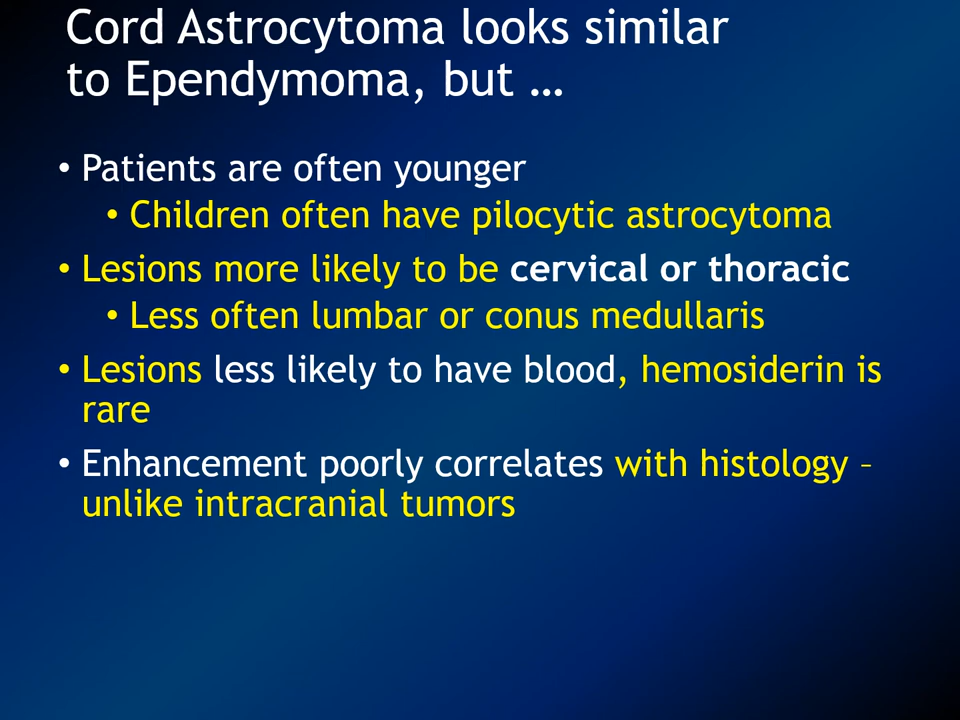 Cord Astrocytoma looks similar
to Ependymoma, but …
• Patients are often younger
• Children often have pilocytic astrocytoma
• Lesions more likely to be cervical or thoracic
• Less often lumbar or conus medullaris
• Lesions less likely to have blood, hemosiderin is
rare
• Enhancement poorly correlates with histology –
unlike intracranial tumors